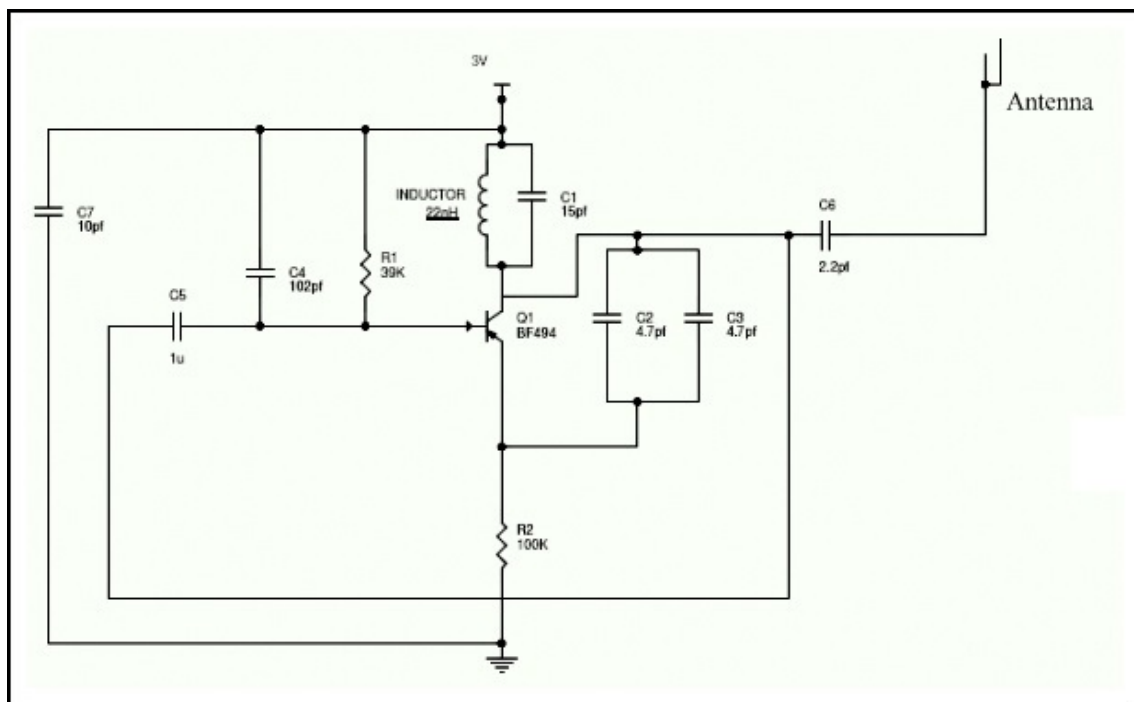 3V
Antenna
C7
10pf
C4
102pf
R1
39K
INDUCTOR
22nH
C1
15pf
C6
2.2pf
C5
1u
Q1
BF494
C2
4.7pf
C3
4.7pf
R2
100K